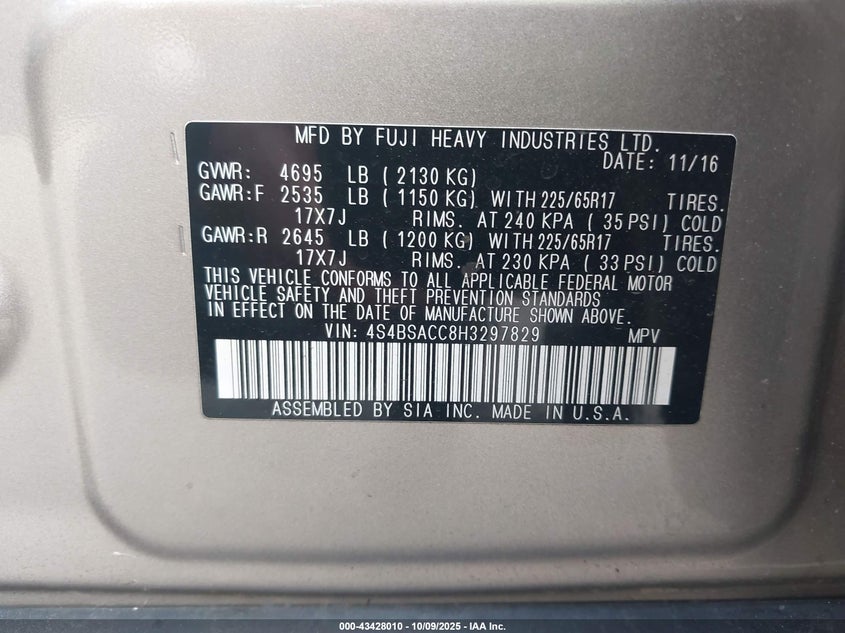 MFD BY FUJI HEAVY INDUSTRIES LTD.
DATE: 11/16
GVWR: 4695 LB ( 2130 KG)
GAWR:F 2535 LB ( 1150 KG) WITH 225/65R17 TIRES.
17X7J RIMS. AT 240 KPA ( 35 PSI) COLD
GAWR:R 2645 LB ( 1200 KG) WITH 225/65R17 TIRES.
17X7J RIMS. AT 230 KPA ( 33 PSI) COLD
THIS VEHICLE CONFORMS TO ALL APPLICABLE FEDERAL MOTOR
VEHICLE SAFETY AND THEFT PREVENTION STANDARDS
IN EFFECT ON THE DATE OF MANUFACTURE SHOWN ABOVE.
VIN: 4S4BSACC8H3297829 MPV
ASSEMBLED BY SIA INC. MADE IN U.S.A.
000-43428010 - 10/09/2025 - IAA Inc.